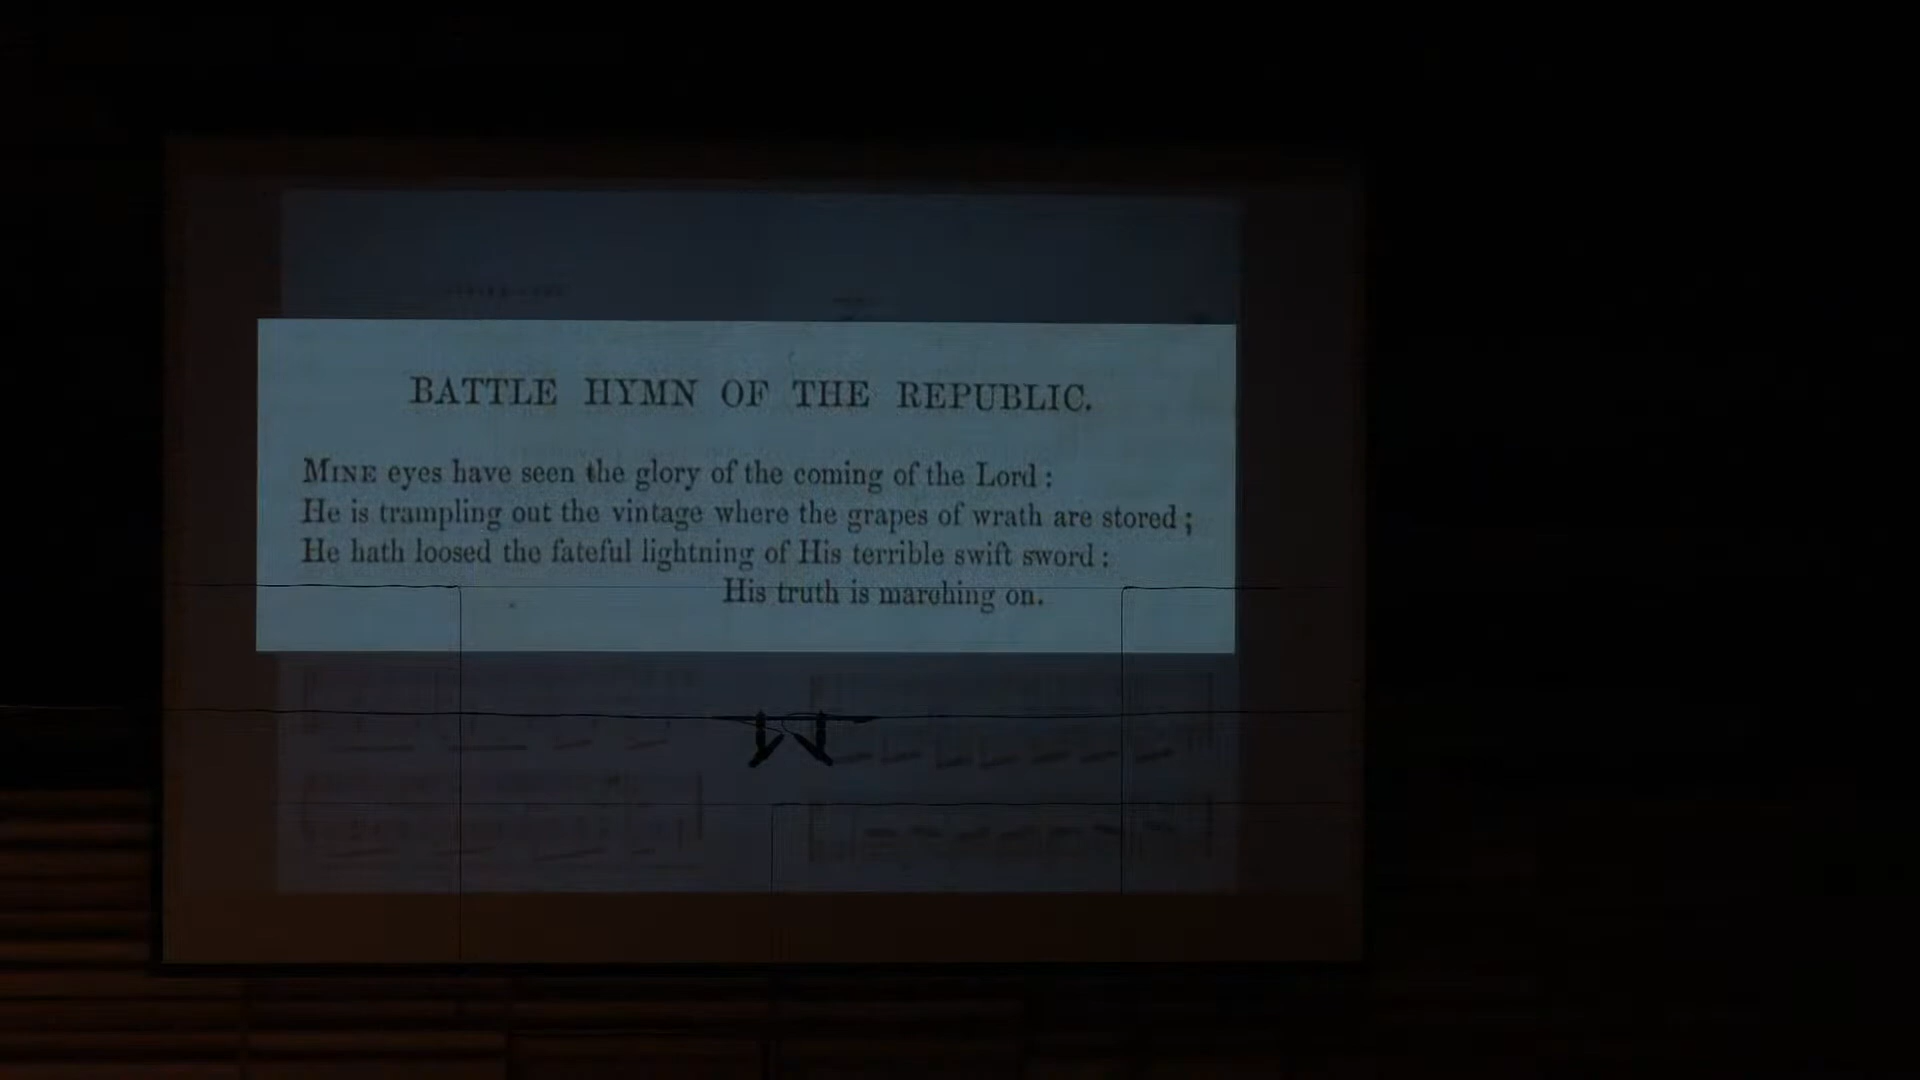 BATTLE HYMN OF THE REPUBLIC.
MINE eyes have seen the glory of the coming of the Lord :
He is trampling out the vintage where the grapes of wrath are stored ;
He hath loosed the fateful lightning of His terrible swift sword :
His truth is marching on.